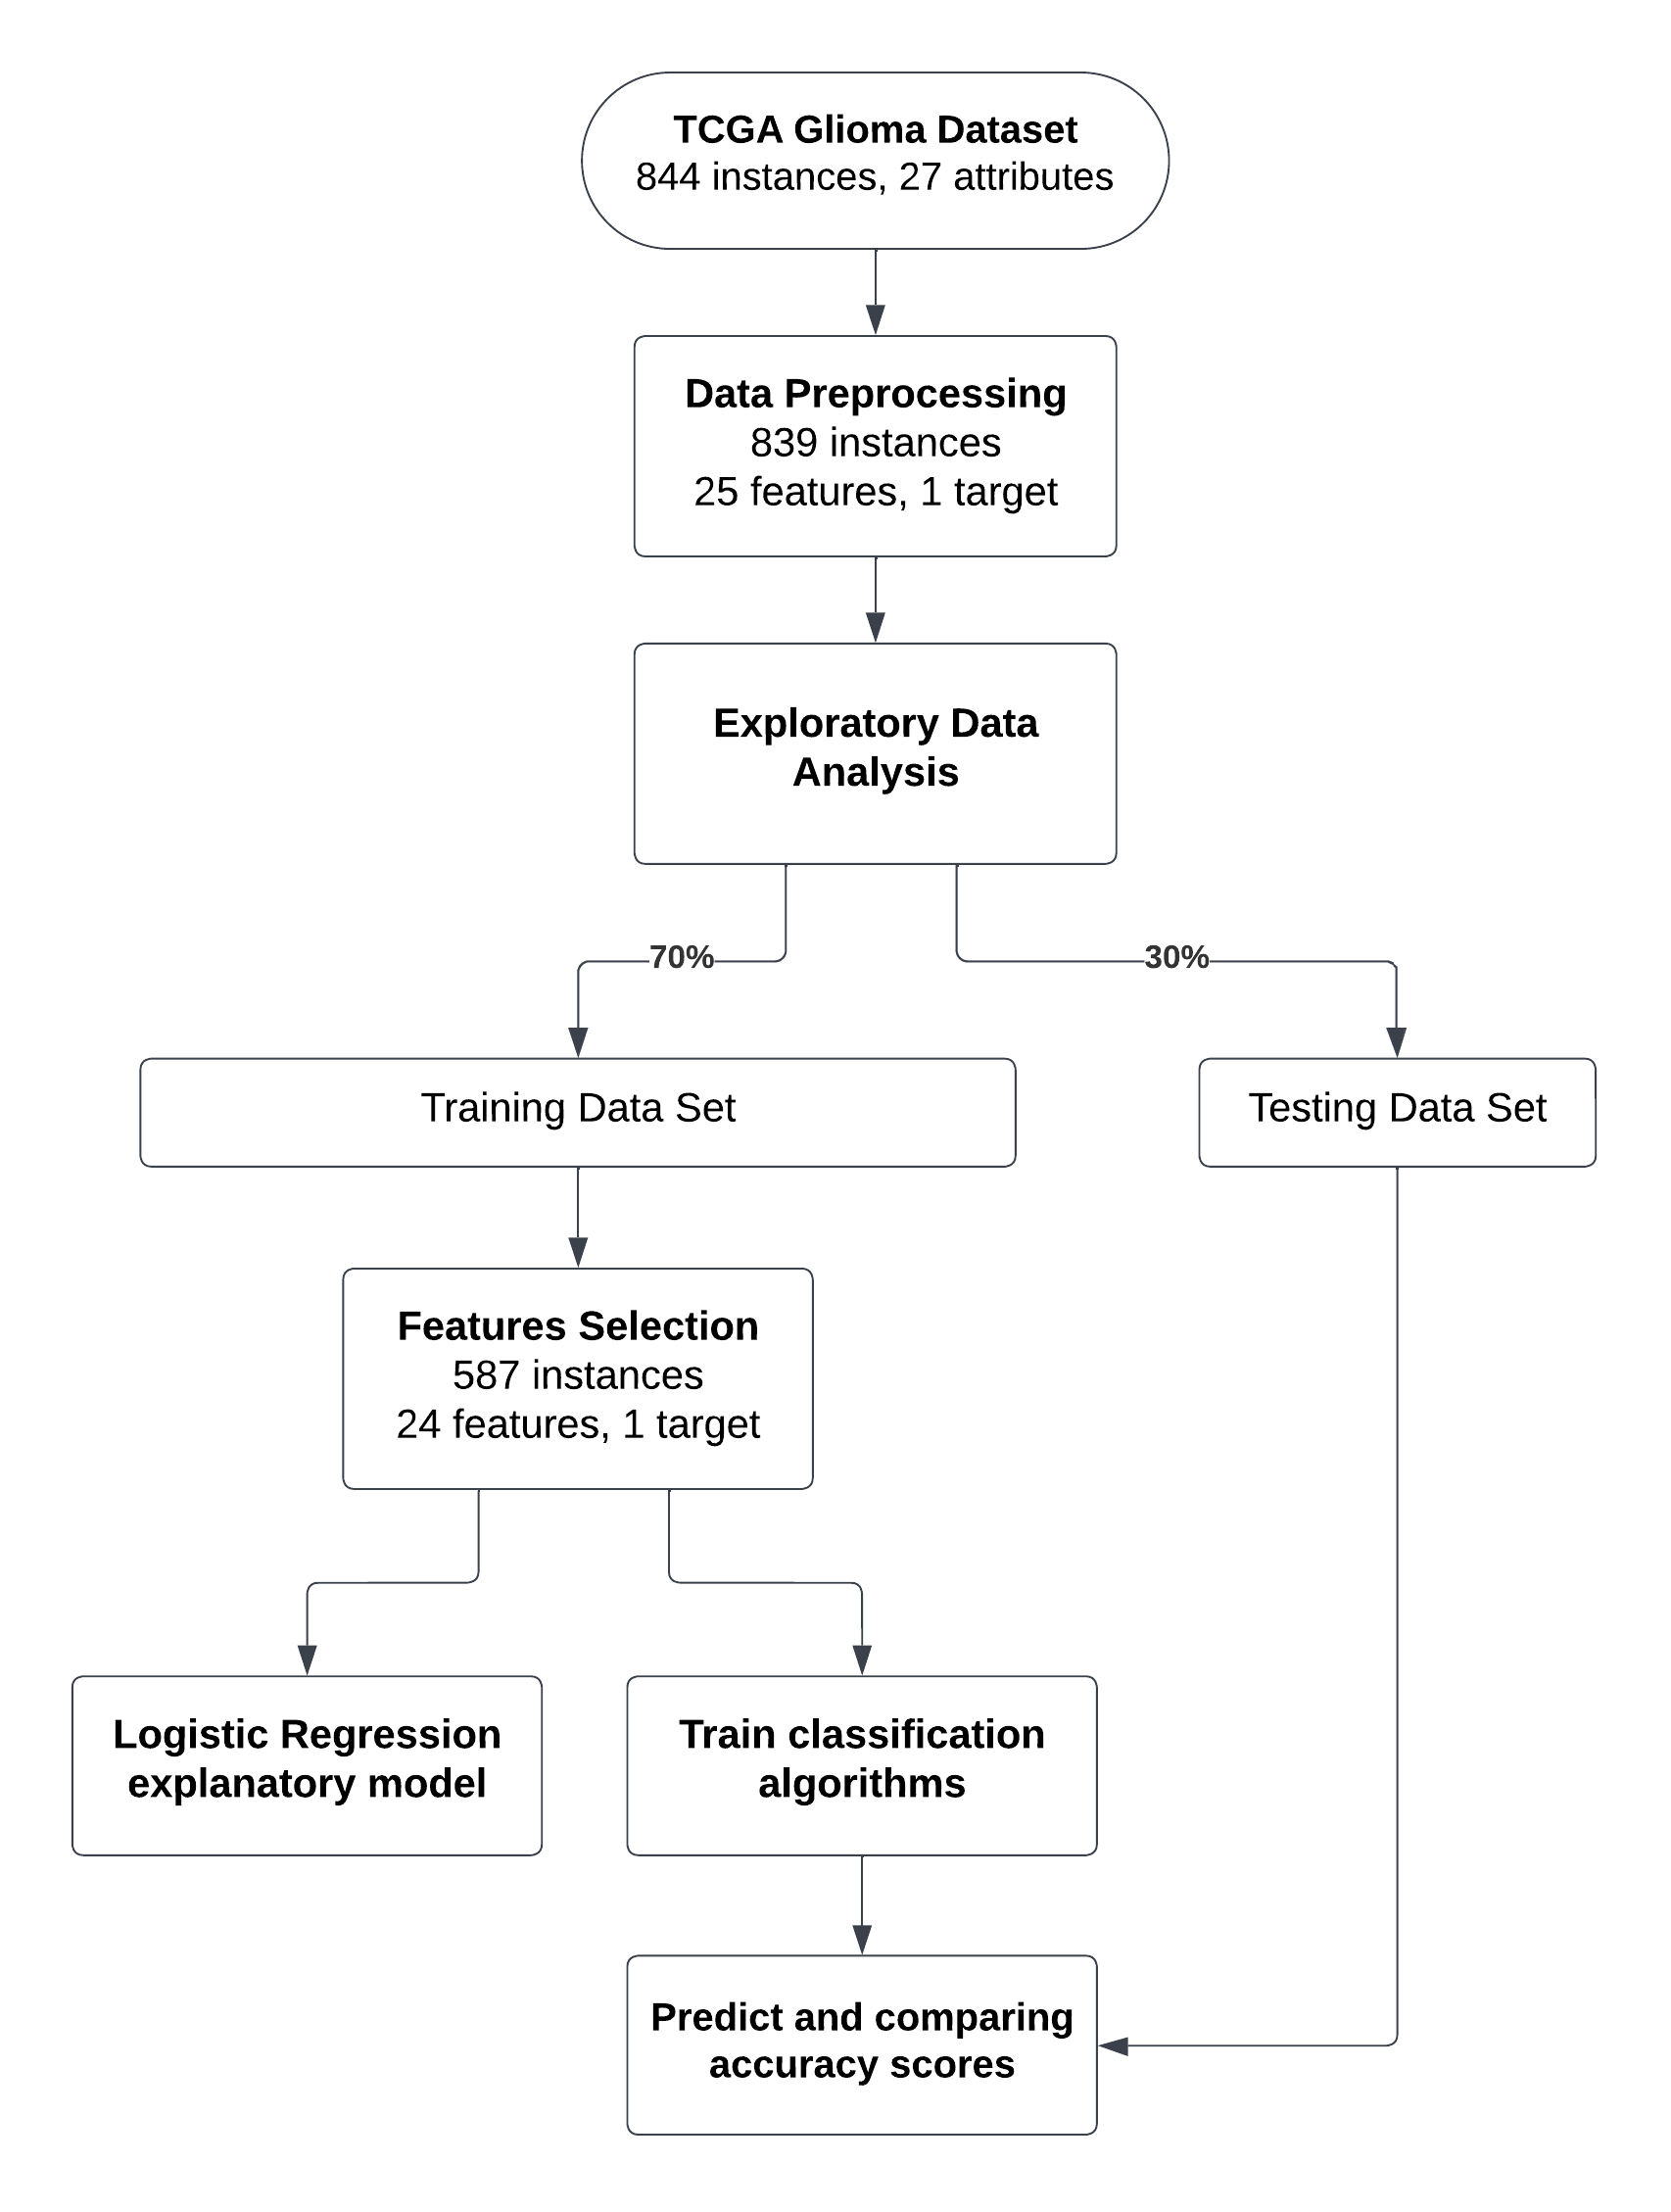 TCGA Glioma Dataset
844 instances, 27 attributes
Data Preprocessing
839 instances
25 features, 1 target
Exploratory Data
Analysis
70%
30%
Training Data Set
Testing Data Set
Features Selection
587 instances
24 features, 1 target
Logistic Regression
explanatory model
Train classification
algorithms
Predict and comparing
accuracy scores